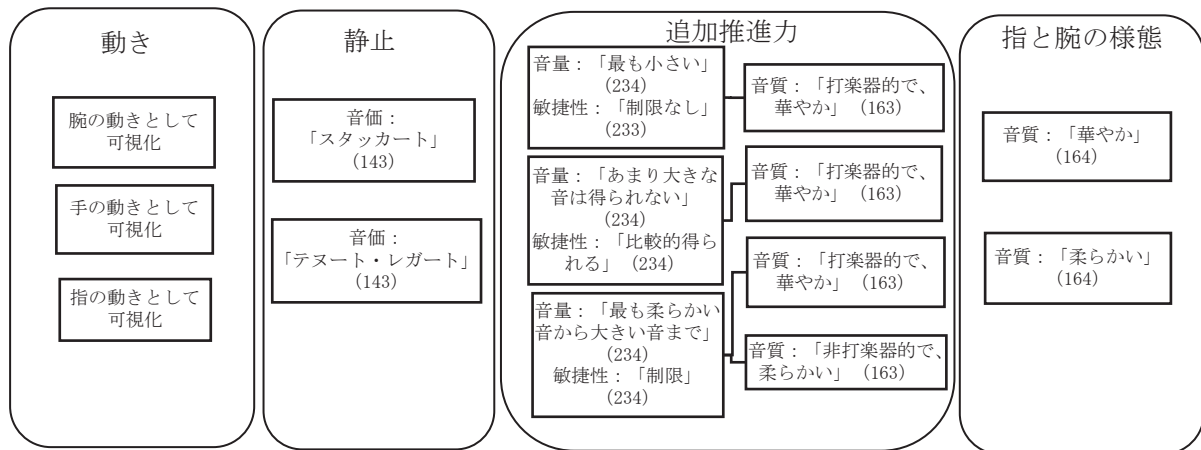 動き
腕の動きとして
可視化
手の動きとして
可視化
指の動きとして
可視化
静止
音価：
「スタッカート」
（143）
音価：
「テヌート・レガート」
（143）
追加推進力
音量：「最も小さい」
（234）
敏捷性：「制限なし」
（233）
音質：「打楽器的で、
華やか」（163）
音量：「あまり大きな
音は得られない」
（234）
敏捷性：「比較的得ら
れる」（234）
音質：「打楽器的で、
華やか」（163）
音量：「最も柔らかい
音から大きい音まで」
（234）
敏捷性：「制限」
（234）
音質：「打楽器的で、
華やか」（163）
音質：「非打楽器的で、
柔らかい」（163）
指と腕の様態
音質：「華やか」
（164）
音質：「柔らかい」
（164）